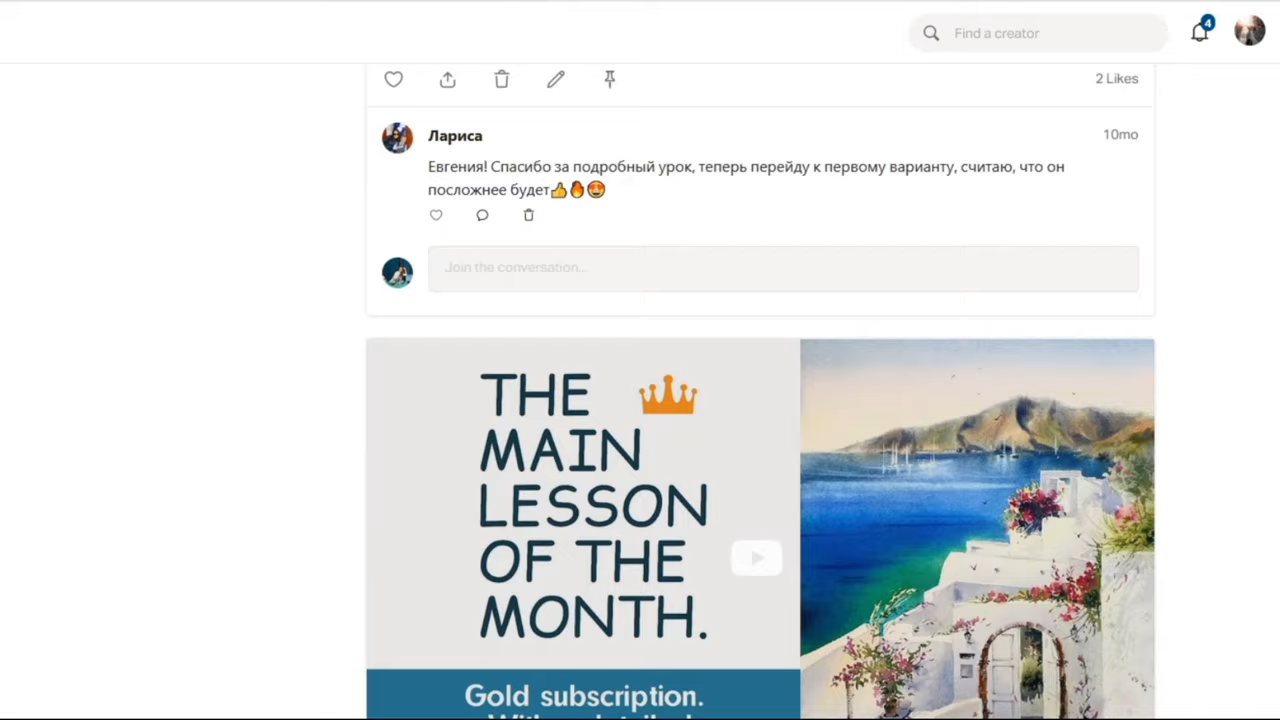 Find a creator
4
2 Likes
Лариса
10mo
Евгения! Спасибо за подробный урок, теперь перейду к первому варианту, считаю, что он
посложнее будет👍🔥😍
Join the conversation...
THE
MAIN
LESSON
OF THE
MONTH.
Gold subscription.